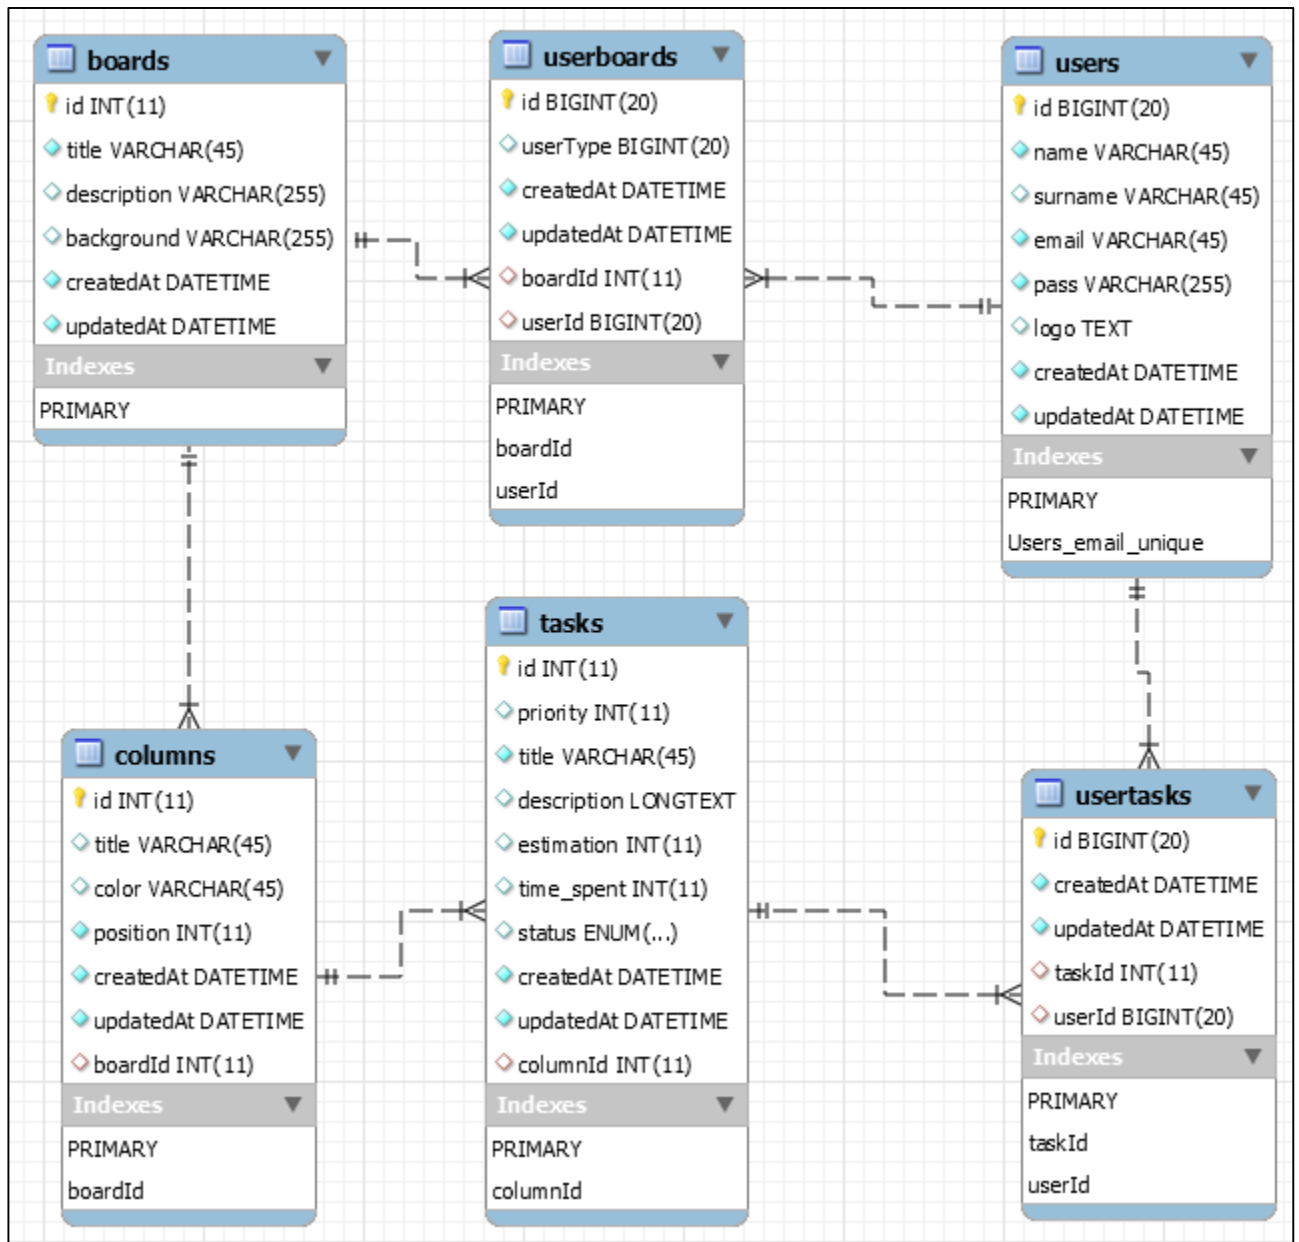 boards
id INT(11)
title VARCHAR(45)
description VARCHAR(255)
background VARCHAR(255)
createdAt DATETIME
updatedAt DATETIME
Indexes
PRIMARY
userboards
id BIGINT(20)
userType BIGINT(20)
createdAt DATETIME
updatedAt DATETIME
boardId INT(11)
userId BIGINT(20)
Indexes
PRIMARY
boardId
userId
users
id BIGINT(20)
name VARCHAR(45)
surname VARCHAR(45)
email VARCHAR(45)
pass VARCHAR(255)
logo TEXT
createdAt DATETIME
updatedAt DATETIME
Indexes
PRIMARY
Users_email_unique
columns
id INT(11)
title VARCHAR(45)
color VARCHAR(45)
position INT(11)
createdAt DATETIME
updatedAt DATETIME
boardId INT(11)
Indexes
PRIMARY
boardId
tasks
id INT(11)
priority INT(11)
title VARCHAR(45)
description LONGTEXT
estimation INT(11)
time_spent INT(11)
status ENUM(...)
createdAt DATETIME
updatedAt DATETIME
columnId INT(11)
Indexes
PRIMARY
columnId
usertasks
id BIGINT(20)
createdAt DATETIME
updatedAt DATETIME
taskId INT(11)
userId BIGINT(20)
Indexes
PRIMARY
taskId
userId